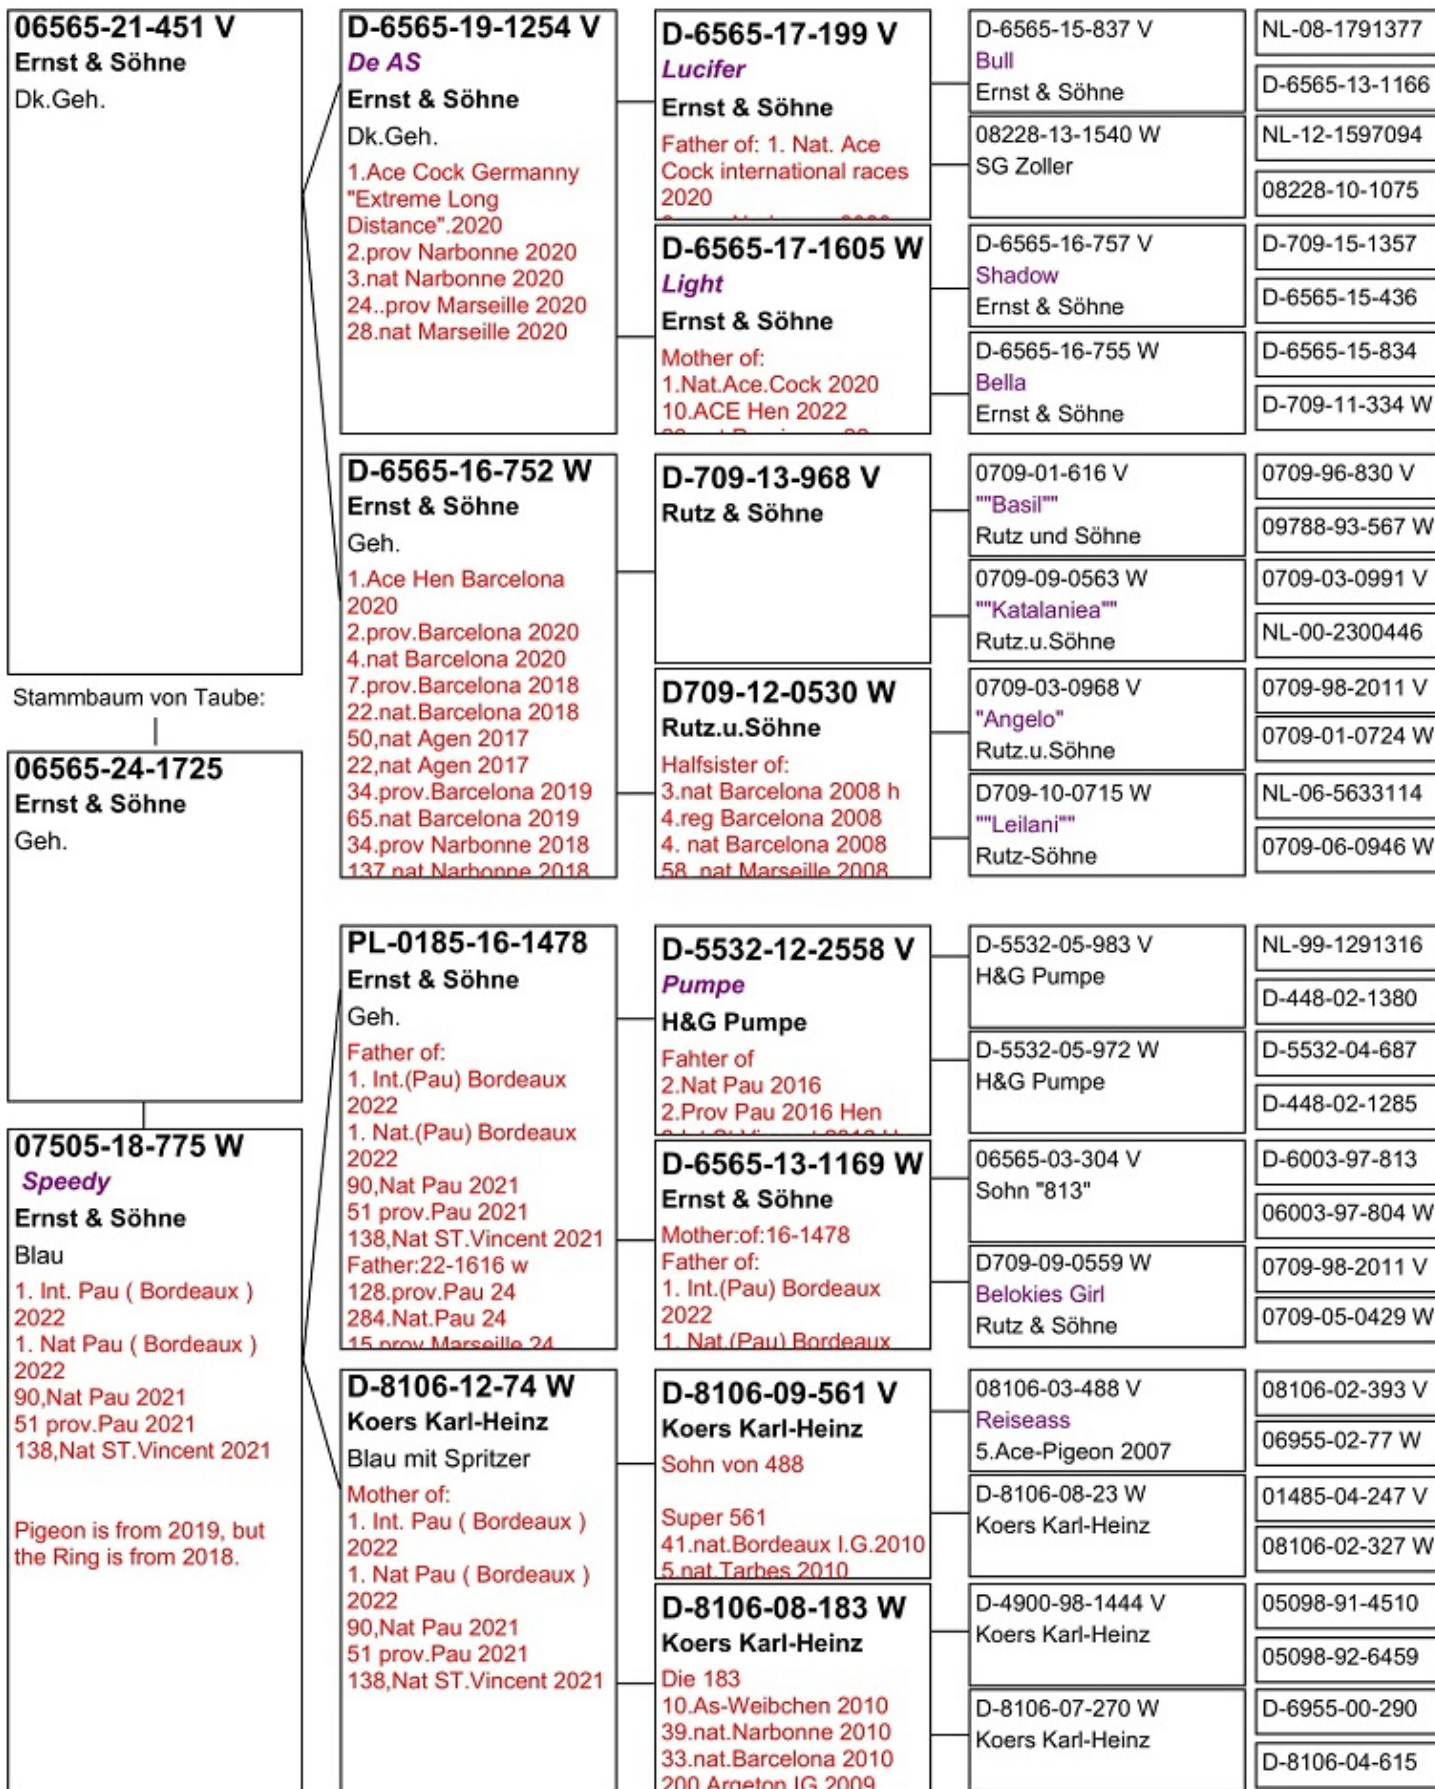 06565-21-451 V
Ernst & Söhne
Dk.Geh.
Stammbaum von Taube:
06565-24-1725
Ernst & Söhne
Geh.
07505-18-775 W
Speedy
Ernst & Söhne
Blau
1. Int. Pau ( Bordeaux )
2022
1. Nat Pau ( Bordeaux )
2022
90,Nat Pau 2021
51 prov.Pau 2021
138,Nat ST.Vincent 2021
Pigeon is from 2019, but
the Ring is from 2018.
D-6565-19-1254 V
De AS
Ernst & Söhne
Dk.Geh.
1.Ace Cock Germanny
"Extreme Long
Distance".2020
2.prov Narbonne 2020
3.nat Narbonne 2020
24..prov Marseille 2020
28.nat Marseille 2020
D-6565-16-752 W
Ernst & Söhne
Geh.
1.Ace Hen Barcelona
2020
2.prov.Barcelona 2020
4.nat Barcelona 2020
7.prov.Barcelona 2018
22.nat.Barcelona 2018
50,nat Agen 2017
22,nat Agen 2017
34.prov.Barcelona 2019
65.nat Barcelona 2019
34.prov Narbonne 2018
137 nat Narbonne 2018
PL-0185-16-1478
Ernst & Söhne
Geh.
Father of:
1. Int.(Pau) Bordeaux
2022
1. Nat.(Pau) Bordeaux
2022
90,Nat Pau 2021
51 prov.Pau 2021
138,Nat ST.Vincent 2021
Father:22-1616 w
128.prov.Pau 24
284.Nat.Pau 24
15 prov Marseille 24
D-8106-12-74 W
Koers Karl-Heinz
Blau mit Spritzer
Mother of:
1. Int. Pau ( Bordeaux )
2022
1. Nat Pau ( Bordeaux )
2022
90,Nat Pau 2021
51 prov.Pau 2021
138,Nat ST.Vincent 2021
D-6565-17-199 V
Lucifer
Ernst & Söhne
Father of: 1. Nat. Ace
Cock international races
2020
D-6565-17-1605 W
Light
Ernst & Söhne
Mother of:
1.Nat.Ace.Cock 2020
10.ACE Hen 2022
D-709-13-968 V
Rutz & Söhne
D709-12-0530 W
Rutz.u.Söhne
Halfsister of:
3.nat Barcelona 2008 h
4.reg Barcelona 2008
4. nat Barcelona 2008
58. nat Marseille 2008
D-5532-12-2558 V
Pumpe
H&G Pumpe
Fahter of
2.Nat Pau 2016
2.Prov Pau 2016 Hen
D-6565-13-1169 W
Ernst & Söhne
Mother:of:16-1478
Father of:
1. Int.(Pau) Bordeaux
2022
1. Nat.(Pau) Bordeaux
D-8106-09-561 V
Koers Karl-Heinz
Sohn von 488
Super 561
41.nat.Bordeaux I.G.2010
5.nat.Tarbes 2010
D-8106-08-183 W
Koers Karl-Heinz
Die 183
10.As-Weibchen 2010
39.nat.Narbonne 2010
33.nat.Barcelona 2010
200.Argeton IG 2009
D-6565-15-837 V
Bull
Ernst & Söhne
08228-13-1540 W
SG Zoller
D-6565-16-757 V
Shadow
Ernst & Söhne
D-6565-16-755 W
Bella
Ernst & Söhne
0709-01-616 V
""Basil""
Rutz und Söhne
0709-09-0563 W
""Katalaniea""
Rutz.u.Söhne
0709-03-0968 V
"Angelo"
Rutz.u.Söhne
D709-10-0715 W
""Leilani""
Rutz-Söhne
D-5532-05-983 V
H&G Pumpe
D-5532-05-972 W
H&G Pumpe
06565-03-304 V
Sohn "813"
D709-09-0559 W
Belokies Girl
Rutz & Söhne
08106-03-488 V
Reiseass
5.Ace-Pigeon 2007
D-8106-08-23 W
Koers Karl-Heinz
D-4900-98-1444 V
Koers Karl-Heinz
D-8106-07-270 W
Koers Karl-Heinz
NL-08-1791377
D-6565-13-1166
NL-12-1597094
08228-10-1075
D-709-15-1357
D-6565-15-436
D-6565-15-834
D-709-11-334 W
0709-96-830 V
09788-93-567 W
0709-03-0991 V
NL-00-2300446
0709-98-2011 V
0709-01-0724 W
NL-06-5633114
0709-06-0946 W
NL-99-1291316
D-448-02-1380
D-5532-04-687
D-448-02-1285
D-6003-97-813
06003-97-804 W
0709-98-2011 V
0709-05-0429 W
08106-02-393 V
06955-02-77 W
01485-04-247 V
08106-02-327 W
05098-91-4510
05098-92-6459
D-6955-00-290
D-8106-04-615